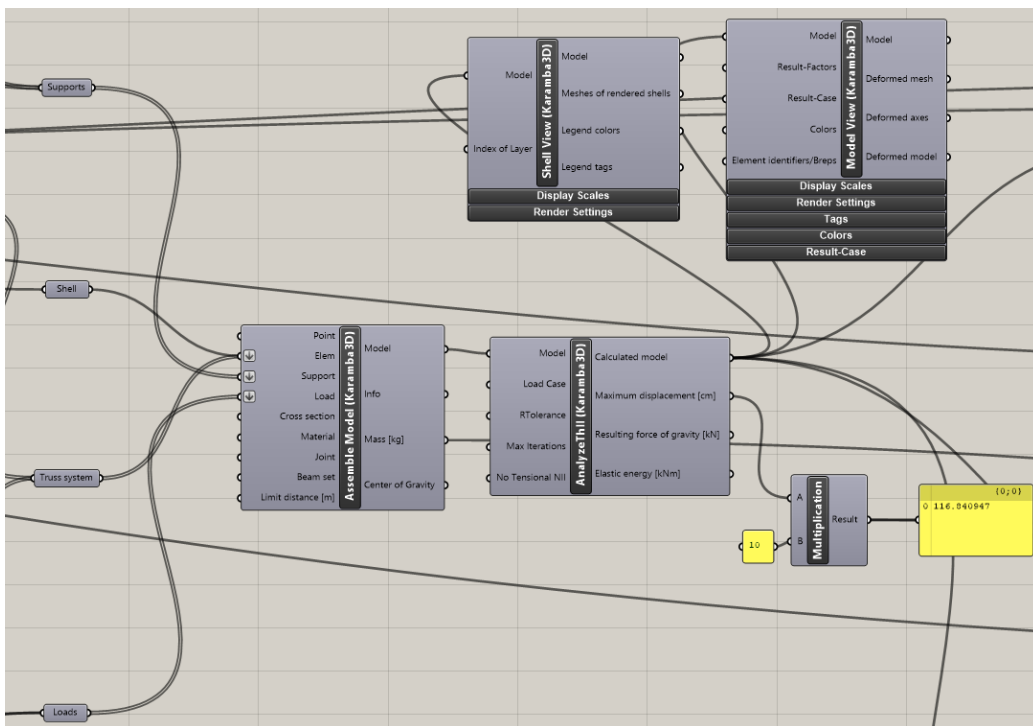 Supports
Shell
Truss system
Loads
Point
Elem
Support
Load
Cross section
Material
Joint
Beam set
Limit distance [m]
Assemble Model (Karamba3D)
Model
Info
Mass [kg]
Center of Gravity
Model
Load Case
RTolerance
Max Iterations
No Tensional NII
AnalyzeThII (Karamba3D)
Calculated model
Maximum displacement [cm]
Resulting force of gravity [kN]
Elastic energy [kNm]
Model
Index of Layer
Shell View (Karamba3D)
Model
Meshes of rendered shells
Legend colors
Legend tags
Display Scales
Render Settings
Model
Result-Factors
Result-Case
Colors
Element identifiers/Breps
Model View (Karamba3D)
Model
Deformed mesh
Deformed axes
Deformed model
Display Scales
Render Settings
Tags
Colors
Result-Case
10
A
B
Multiplication
Result
{0;0}
0 116.840947